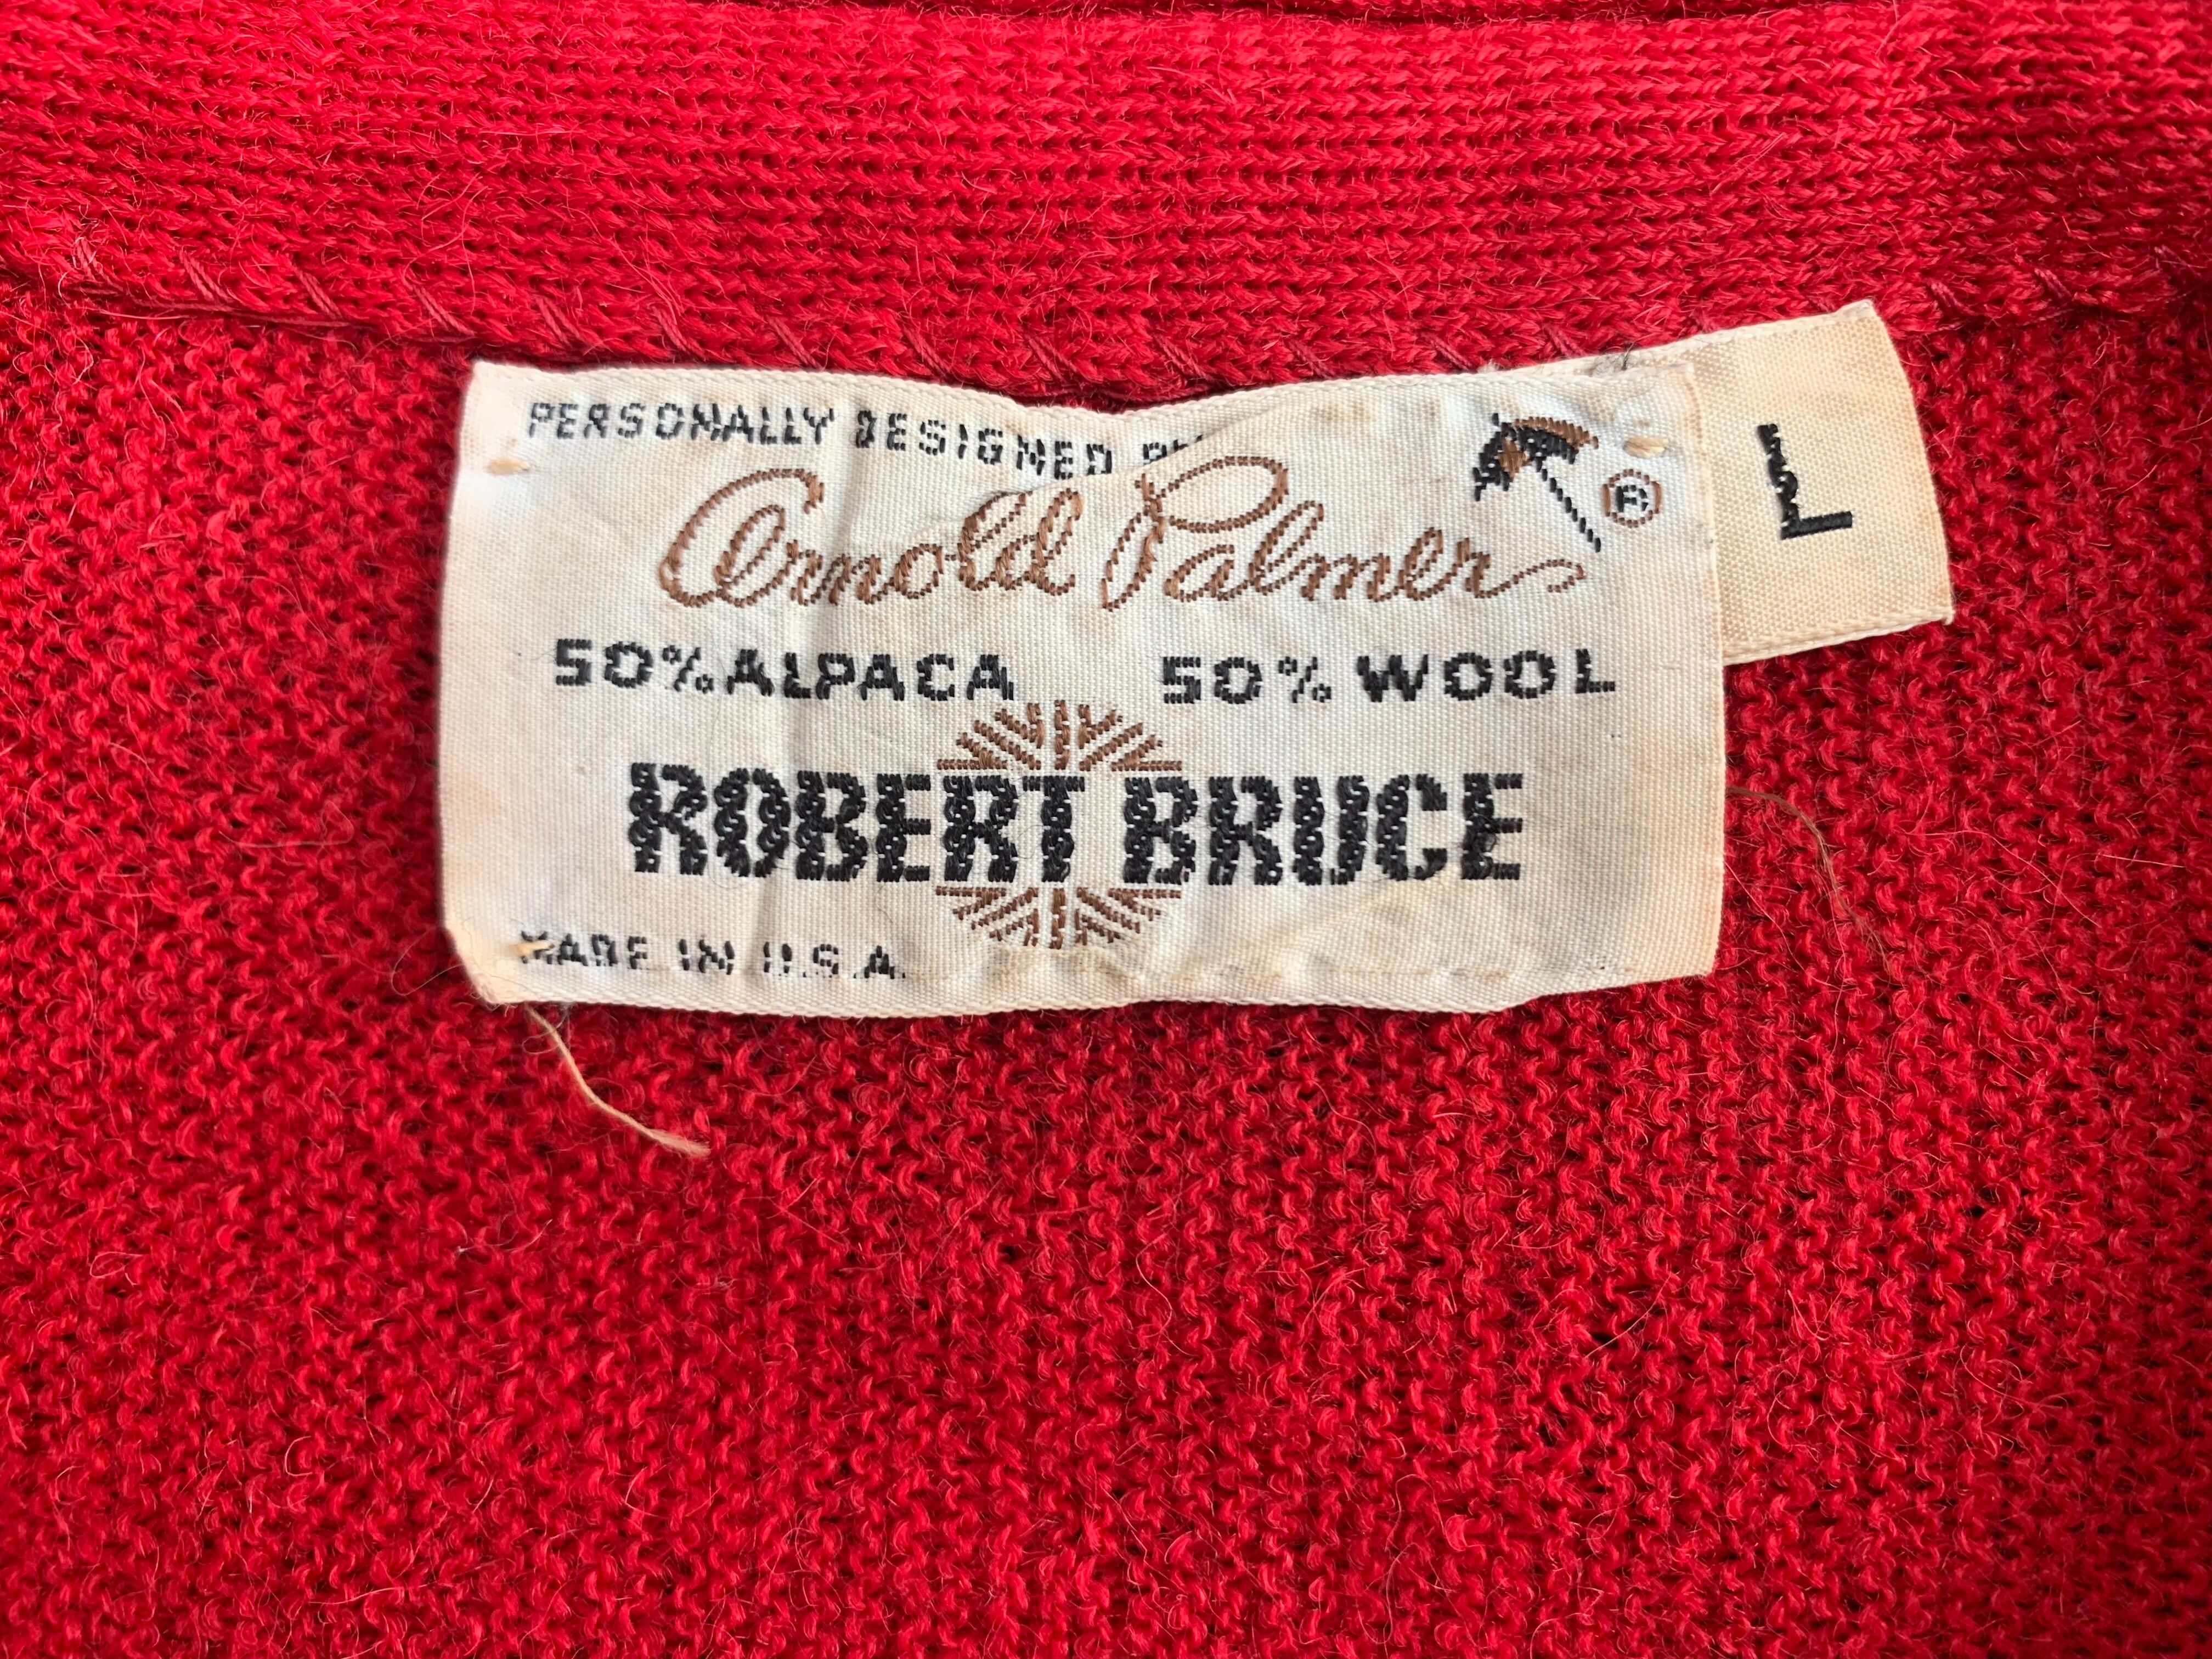 PERSONALLY DESIGNED BY
Arnold Palmer ®
L
50% ALPACA 50% WOOL
ROBERT BRUCE
MADE IN U.S.A.